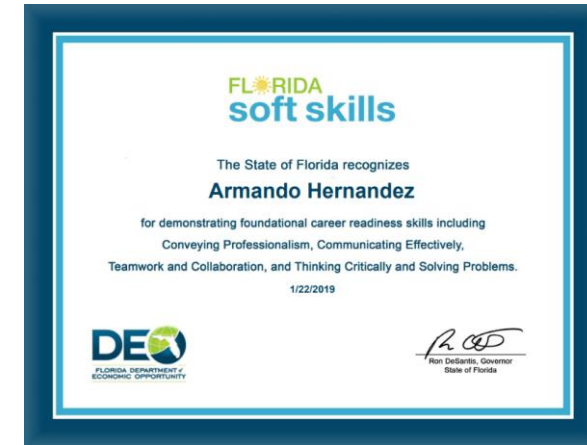 FLRIDA
soft skills
The State of Florida recognizes
Armando Hernandez
for demonstrating foundational career readiness skills including
Conveying Professionalism, Communicating Effectively,
Teamwork and Collaboration, and Thinking Critically and Solving Problems.
1/22/2019
DEO
FLORIDA DEPARTMENT of
ECONOMIC OPPORTUNITY
Ron DeSantis, Governor
State of Florida